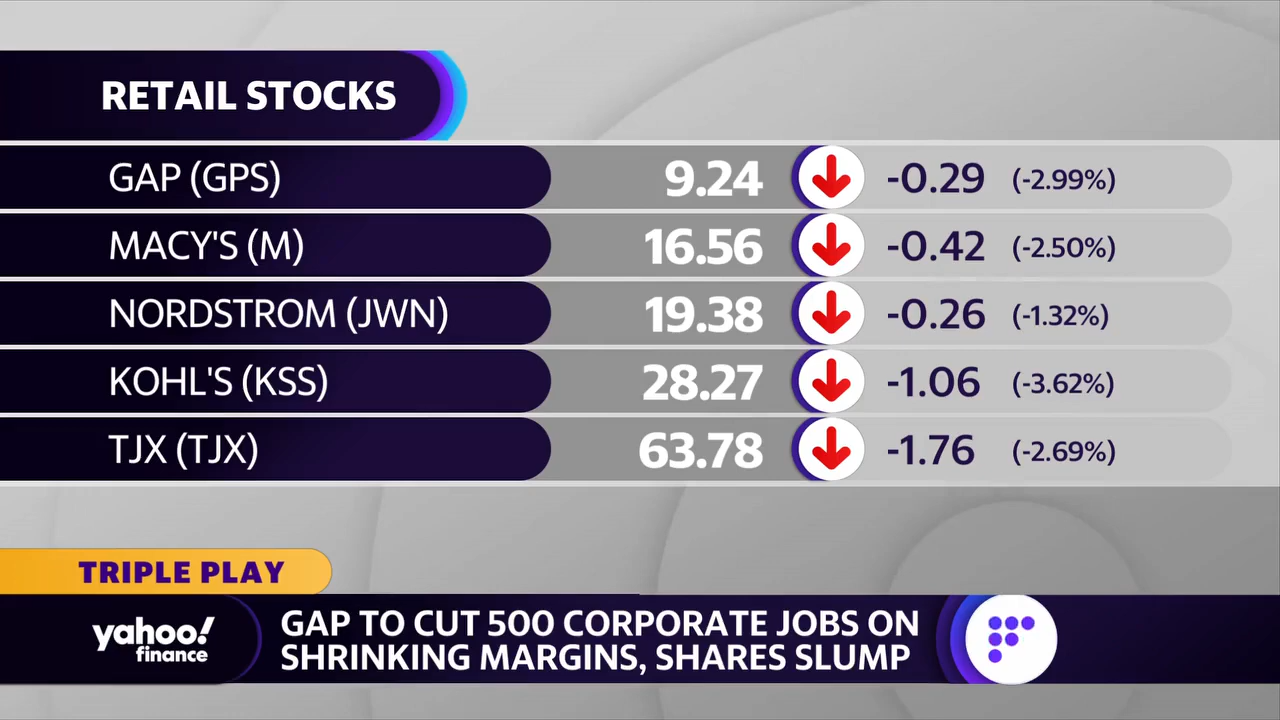 RETAIL STOCKS
GAP (GPS) 9.24 -0.29 (-2.99%)
MACY'S (M) 16.56 -0.42 (-2.50%)
NORDSTROM (JWN) 19.38 -0.26 (-1.32%)
KOHL'S (KSS) 28.27 -1.06 (-3.62%)
TJX (TJX) 63.78 -1.76 (-2.69%)
TRIPLE PLAY
yahoo!
finance
GAP TO CUT 500 CORPORATE JOBS ON
SHRINKING MARGINS, SHARES SLUMP